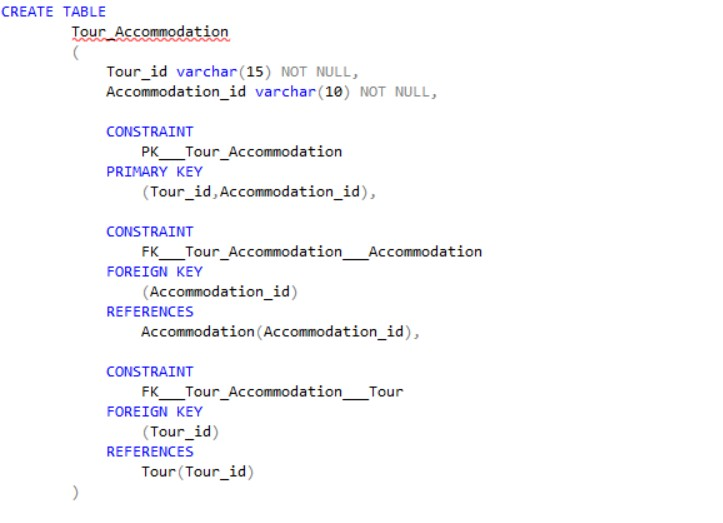 CREATE TABLE
Tour_Accommodation
(
Tour_id varchar(15) NOT NULL,
Accommodation_id varchar(10) NOT NULL,
CONSTRAINT
PK___Tour_Accommodation
PRIMARY KEY
(Tour_id,Accommodation_id),
CONSTRAINT
FK___Tour_Accommodation___Accommodation
FOREIGN KEY
(Accommodation_id)
REFERENCES
Accommodation(Accommodation_id),
CONSTRAINT
FK___Tour_Accommodation___Tour
FOREIGN KEY
(Tour_id)
REFERENCES
Tour(Tour_id)
)